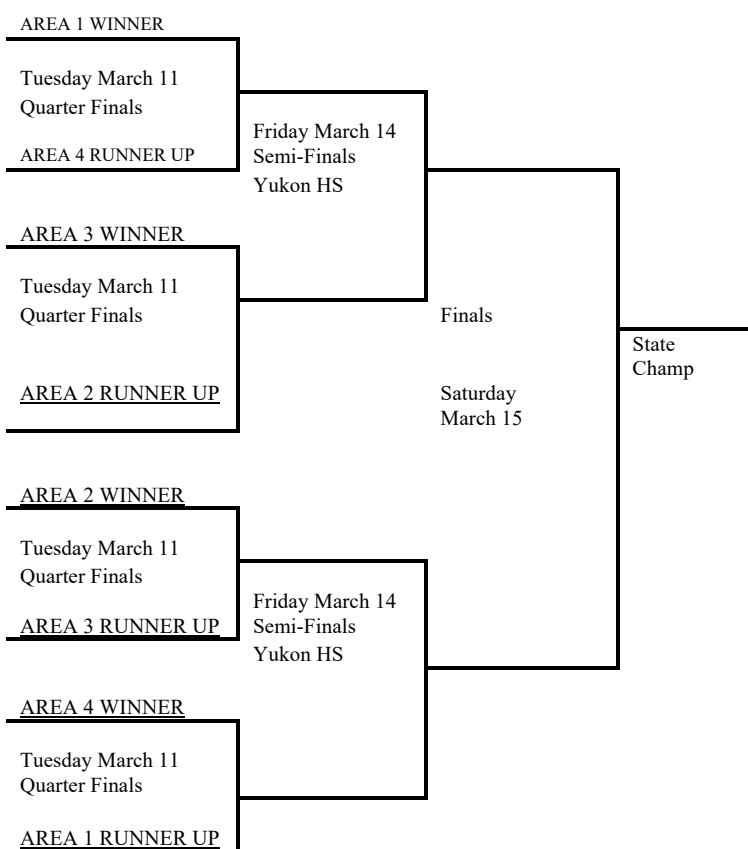 AREA 1 WINNER
Tuesday March 11
Quarter Finals
AREA 4 RUNNER UP
Friday March 14
Semi-Finals
Yukon HS
AREA 3 WINNER
Tuesday March 11
Quarter Finals
AREA 2 RUNNER UP
Finals
Saturday
March 15
State
Champ
AREA 2 WINNER
Tuesday March 11
Quarter Finals
AREA 3 RUNNER UP
Friday March 14
Semi-Finals
Yukon HS
AREA 4 WINNER
Tuesday March 11
Quarter Finals
AREA 1 RUNNER UP